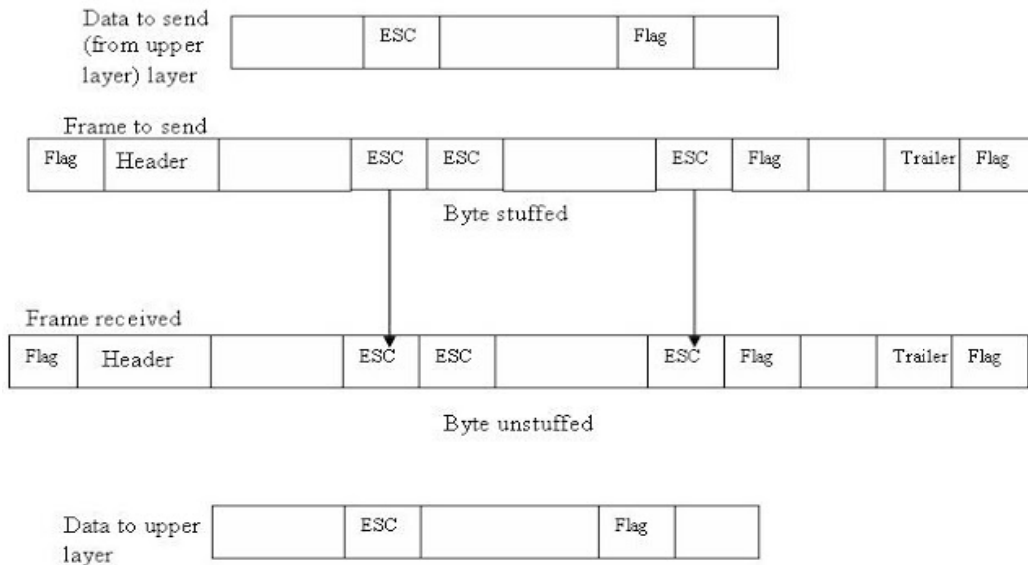 Data to send
(from upper
layer) layer
ESC
Flag
Frame to send
Flag Header ESC ESC ESC Flag Trailer Flag
Byte stuffed
Frame received
Flag Header ESC ESC ESC Flag Trailer Flag
Byte unstuffed
Data to upper
layer
ESC
Flag